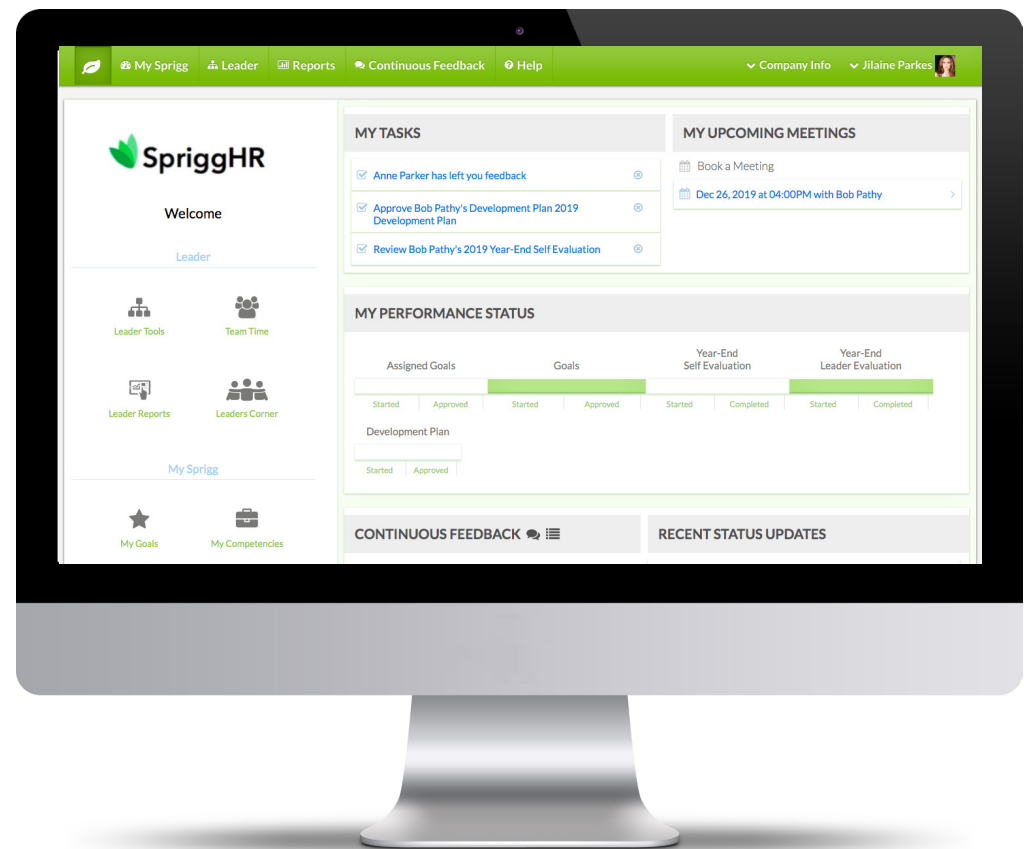 My Sprigg Leader Reports Continuous Feedback Help Company Info Jilaine Parkes
SpriggHR
Welcome
Leader
Leader Tools Team Time
Leader Reports Leaders Corner
My Sprigg
My Goals My Competencies
MY TASKS
Anne Parker has left you feedback
Approve Bob Pathy's Development Plan 2019
Development Plan
Review Bob Pathy's 2019 Year-End Self Evaluation
MY UPCOMING MEETINGS
Book a Meeting
Dec 26, 2019 at 04:00PM with Bob Pathy
MY PERFORMANCE STATUS
Assigned Goals
Started Approved
Goals
Started Approved
Year-End
Self Evaluation
Started Completed
Year-End
Leader Evaluation
Started Completed
Development Plan
Started Approved
CONTINUOUS FEEDBACK
RECENT STATUS UPDATES